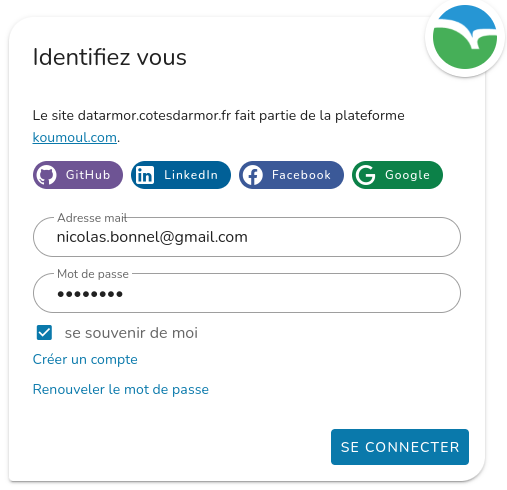 Identifiez vous
Le site datarmor.cotesdarmor.fr fait partie de la plateforme
koumoul.com.
GitHub LinkedIn Facebook Google
Adresse mail
nicolas.bonnel@gmail.com
Mot de passe
••••••••
se souvenir de moi
Créer un compte
Renouveler le mot de passe
SE CONNECTER